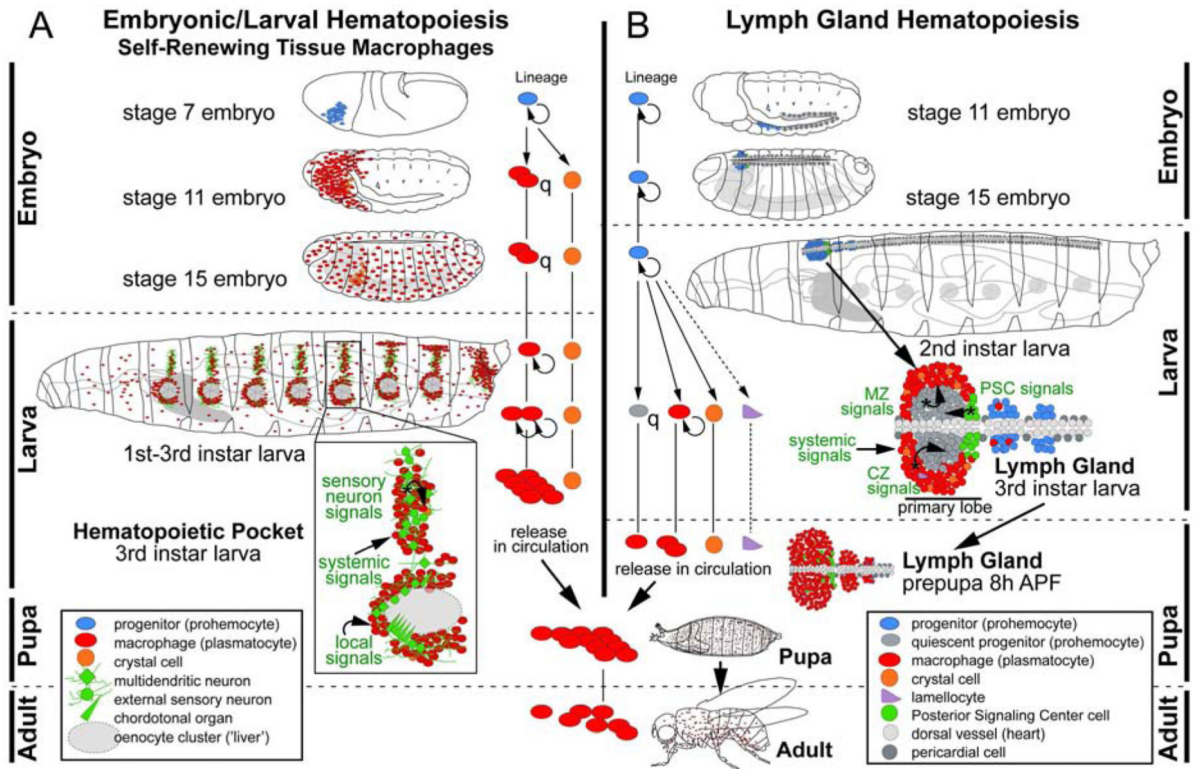 A
Embryonic/Larval Hematopoiesis
Self-Renewing Tissue Macrophages
Lineage
Embryo
stage 7 embryo
stage 11 embryo
q
stage 15 embryo
q
Larva
1st-3rd instar larva
Hematopoietic Pocket
3rd instar larva
sensory
neuron
signals
*
systemic
signals
local
signals
release
in circulation
Pupa
Adult
progenitor (prohemocyte)
macrophage (plasmatocyte)
crystal cell
multidendritic neuron
external sensory neuron
chordotonal organ
oenocyte cluster ('liver')
B
Lymph Gland Hematopoiesis
Lineage
stage 11 embryo
stage 15 embryo
Embryo
2nd instar larva
q
MZ
signals
PSC signals
*
*
systemic
signals
*
CZ
signals
primary lobe
Lymph Gland
3rd instar larva
Larva
release in circulation
Lymph Gland
prepupa 8h APF
Pupa
Adult
progenitor (prohemocyte)
quiescent progenitor (prohemocyte)
macrophage (plasmatocyte)
crystal cell
lamellocyte
Posterior Signaling Center cell
dorsal vessel (heart)
pericardial cell
Pupa
Adult